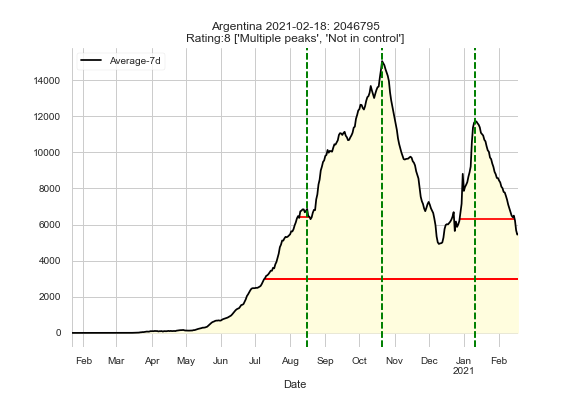 Argentina 2021-02-18: 2046795
Rating:8 ['Multiple peaks', 'Not in control']
Average-7d
14000
12000
10000
8000
6000
4000
2000
0
Feb Mar Apr May Jun Jul Aug Sep Oct Nov Dec Jan Feb
2021
Date